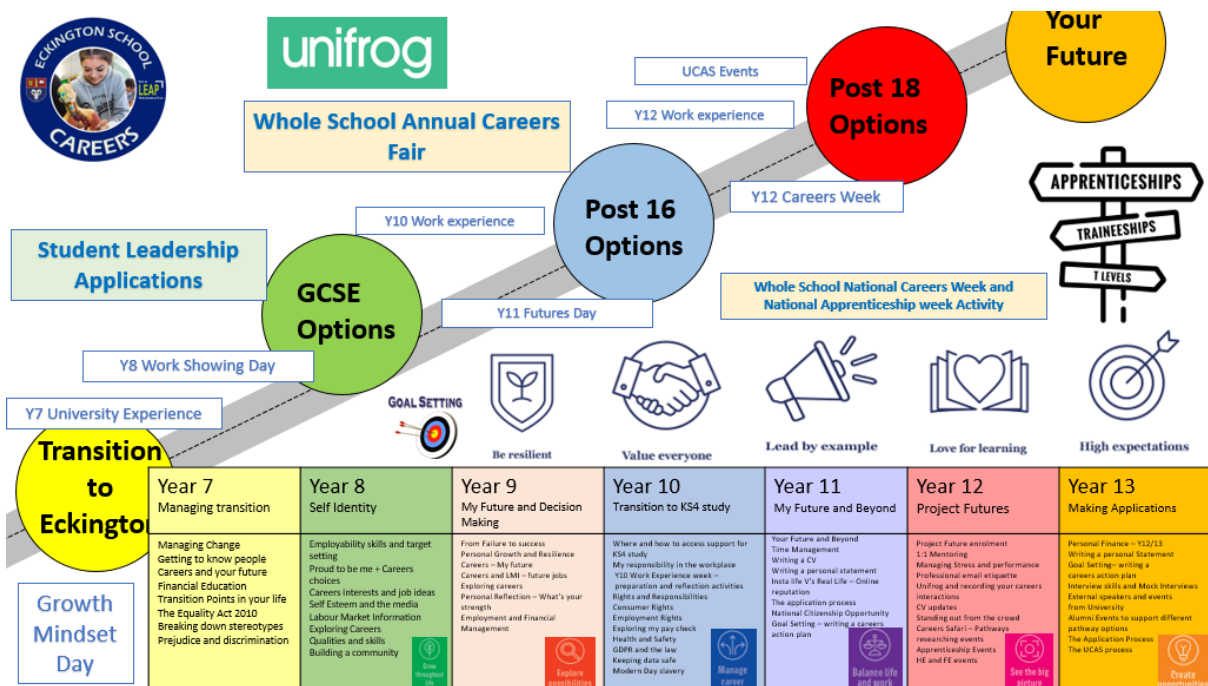 ECKINGTON SCHOOL
LEAP
CAREERS
unifrog
Whole School Annual Careers
Fair
UCAS Events
Y12 Work experience
Post 18
Options
Your
Future
Student Leadership
Applications
Y10 Work experience
Post 16
Options
Y12 Careers Week
APPRENTICESHIPS
TRAINEESHIPS
T LEVELS
GCSE
Options
Y11 Futures Day
Whole School National Careers Week and
National Apprenticeship week Activity
Y8 Work Showing Day
Y7 University Experience
GOAL SETTING
Be resilient
Value everyone
Lead by example
Love for learning
High expectations
Transition
to
Eckington
Growth
Mindset
Day
Year 7
Managing transition
Managing Change
Getting to know people
Careers and your future
Financial Education
Transition Points in your life
The Equality Act 2010
Breaking down stereotypes
Prejudice and discrimination
Year 8
Self Identity
Employability skills and target
setting
Proud to be me + Careers
choices
Careers Interests and job ideas
Self Esteem and the media
Labour Market Information
Exploring Careers
Qualities and skills
Building a community
Grow
throughout
life
Year 9
My Future and Decision
Making
From Failure to success
Personal Growth and Resilience
Careers – My future
Careers and LMI – future jobs
Exploring careers
Personal Reflection – What's your
strength
Employment and Financial
Management
Explore
possibilities
Year 10
Transition to KS4 study
Where and how to access support for
KS4 study
My responsibility in the workplace
Y10 Work Experience week –
preparation and reflection activities
Rights and Responsibilities
Consumer Rights
Employment Rights
Exploring my pay check
Health and Safety
GDPR and the law
Keeping data safe
Modern Day slavery
Manage
career
Year 11
My Future and Beyond
Your Future and Beyond
Time Management
Writing a CV
Writing a personal statement
Insta life V's Real Life – Online
reputation
The application process
National Citizenship Opportunity
Goal Setting – writing a careers
action plan
Balance life
and work
Year 12
Project Futures
Project Future enrolment
1:1 Mentoring
Managing Stress and performance
Professional email etiquette
Unifrog and recording your careers
interactions
CV updates
Standing out from the crowd
Careers Safari – Pathways
researching events
Apprenticeship Events
HE and FE events
See the big
picture
Year 13
Making Applications
Personal Finance – Y12/13
Writing a personal Statement
Goal Setting– writing a
careers action plan
Interview skills and Mock Interviews
External speakers and events
from University
Alumni Events to support different
pathway options
The Application Process
The UCAS process
Create
opportunities